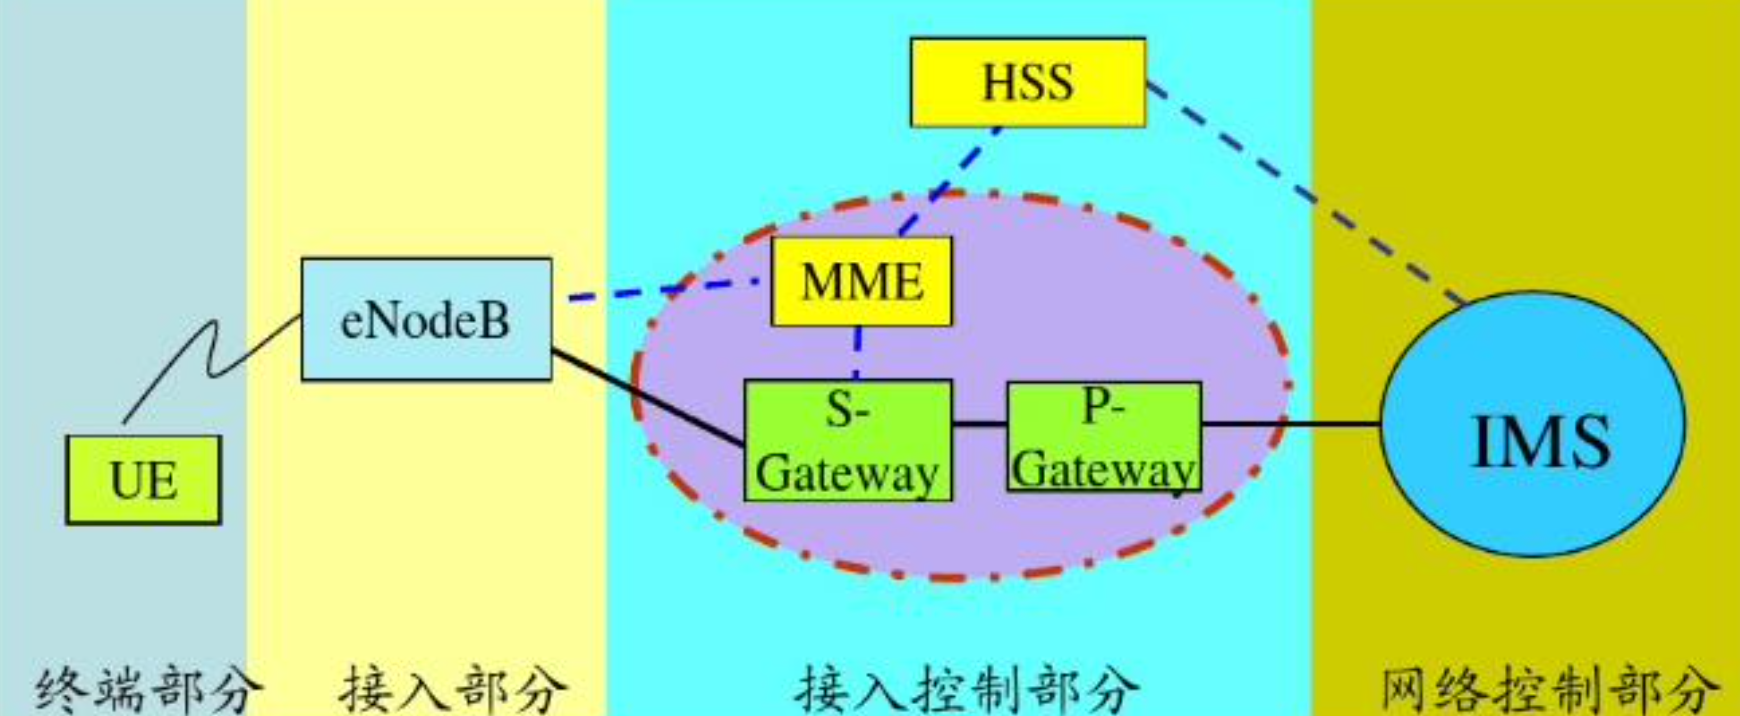 HSS
MME
eNodeB
S-
Gateway
P-
Gateway
IMS
UE
终端部分
接入部分
接入控制部分
网络控制部分